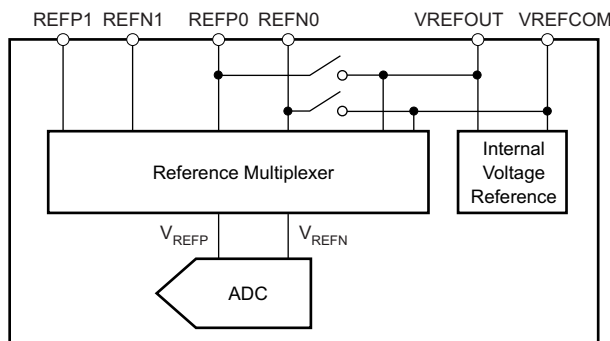 REFP1 REFN1 REFP0 REFN0 VREFOUT VREFCOM
Reference Multiplexer
Internal
Voltage
Reference
VREFP VREFN
ADC